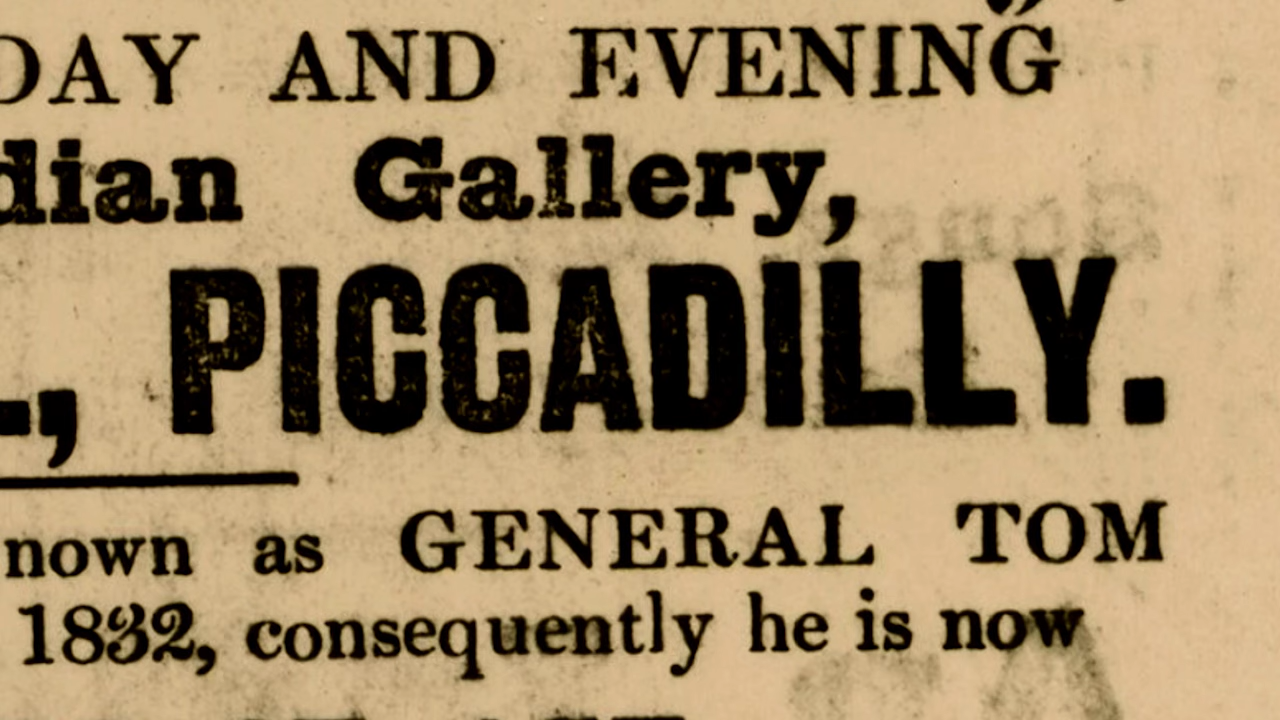 DAY AND EVENING
dian Gallery,
, PICCADILLY.
nown as GENERAL TOM
1832, consequently he is now